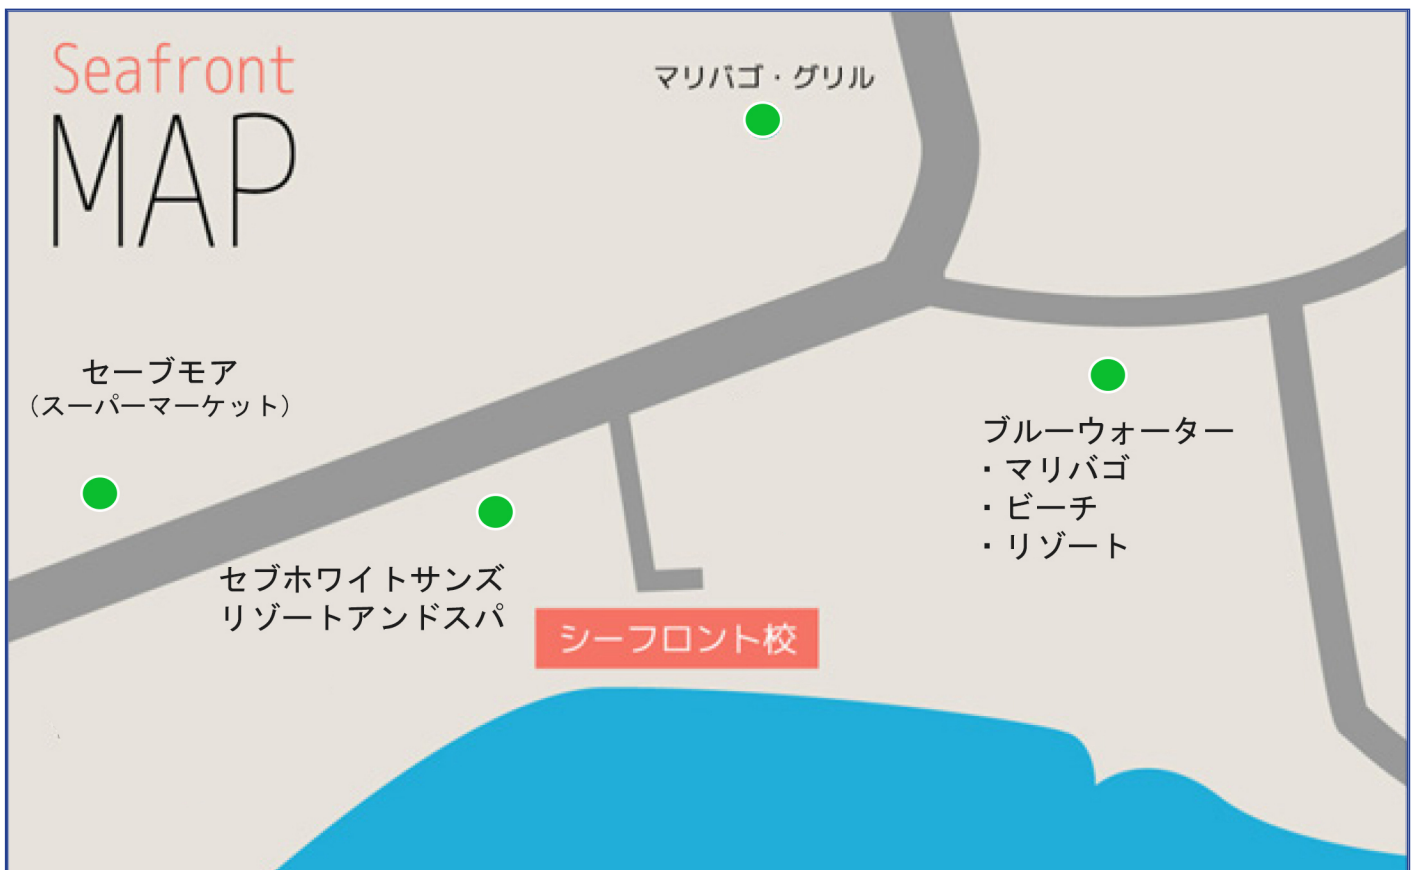 Seafront
MAP
マリバゴ・グリル
セーブモア
（スーパーマーケット）
セブホワイトサンズ
リゾートアンドスパ
シーフロント校
ブルーウォーター
・マリバゴ
・ビーチ
・リゾート